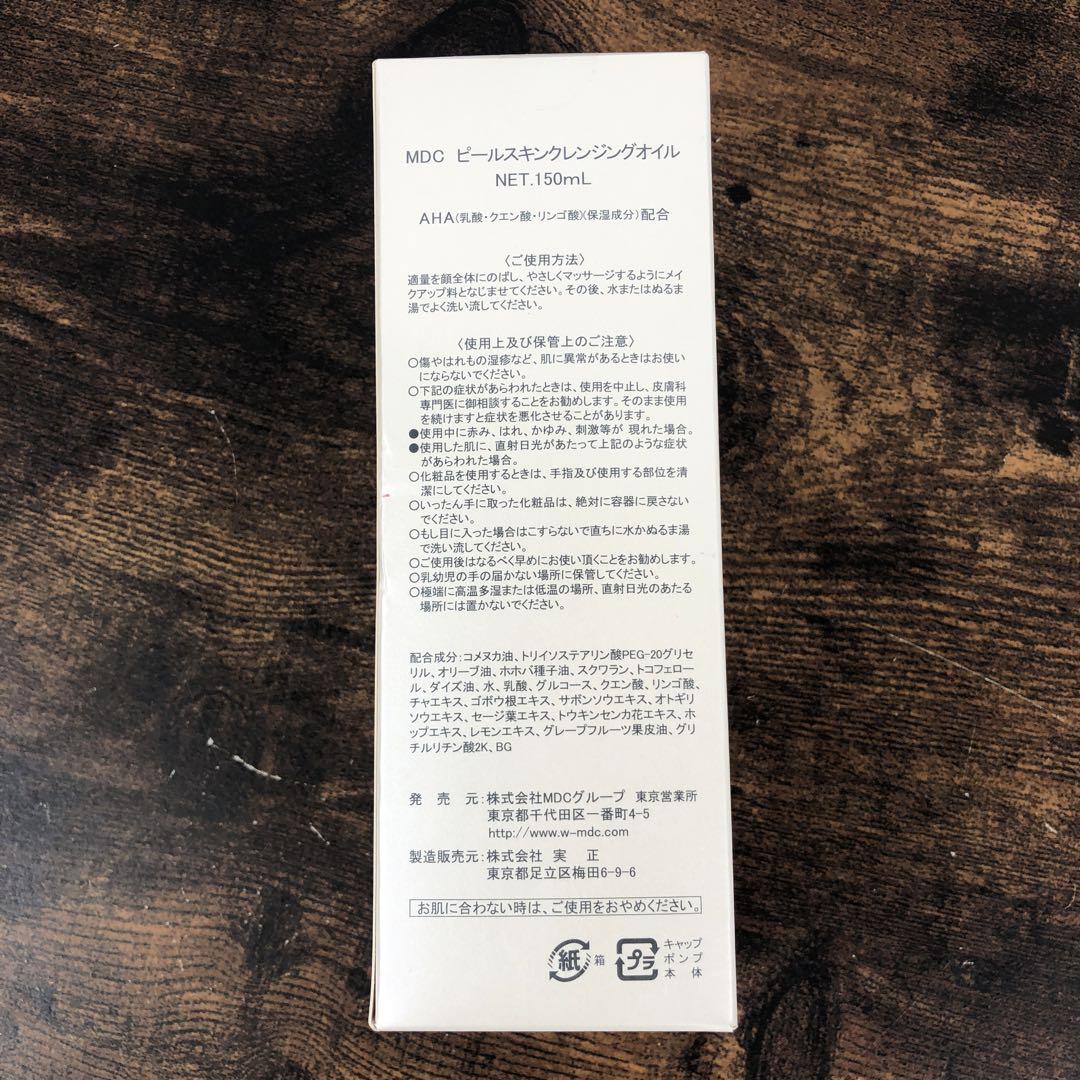 MDC ピールスキンクレンジングオイル
NET.150mL
AHA(乳酸・クエン酸・リンゴ酸)(保湿成分)配合
〈ご使用方法〉
適量を顔全体にのばし、やさしくマッサージするようにメイ
クアップ料となじませてください。その後、水またはぬるま
湯でよく洗い流してください。
〈使用上及び保管上のご注意〉
○傷やはれもの湿疹など、肌に異常があるときはお使い
にならないでください。
○下記の症状があらわれたときは、使用を中止し、皮膚科
専門医に御相談することをお勧めします。そのまま使用
を続けますと症状を悪化させることがあります。
●使用中に赤み、はれ、かゆみ、刺激等が 現れた場合。
●使用した肌に、直射日光があたって上記のような症状
があらわれた場合。
○化粧品を使用するときは、手指及び使用する部位を清
潔にしてください。
○いったん手に取った化粧品は、絶対に容器に戻さない
でください。
○もし目に入った場合はこすらないで直ちに水かぬるま湯
で洗い流してください。
○ご使用後はなるべく早めにお使い頂くことをお勧めします。
○乳幼児の手の届かない場所に保管してください。
○極端に高温多湿または低温の場所、直射日光のあたる
場所には置かないでください。
配合成分:コメヌカ油、トリイソステアリン酸PEG-20グリセ
リル、オリーブ油、ホホバ種子油、スクワラン、トコフェロー
ル、ダイズ油、水、乳酸、グルコース、クエン酸、リンゴ酸、
チャエキス、ゴボウ根エキス、サボンソウエキス、オトギリ
ソウエキス、セージ葉エキス、トウキンセンカ花エキス、ホ
ップエキス、レモンエキス、グレープフルーツ果皮油、グリ
チルリチン酸2K、BG
発 売 元:株式会社MDCグループ 東京営業所
東京都千代田区一番町4-5
http://www.w-mdc.com
製造販売元:株式会社 実 正
東京都足立区梅田6-9-6
お肌に合わない時は、ご使用をおやめください。
紙 箱
プラ キャップ
ポンプ
本 体